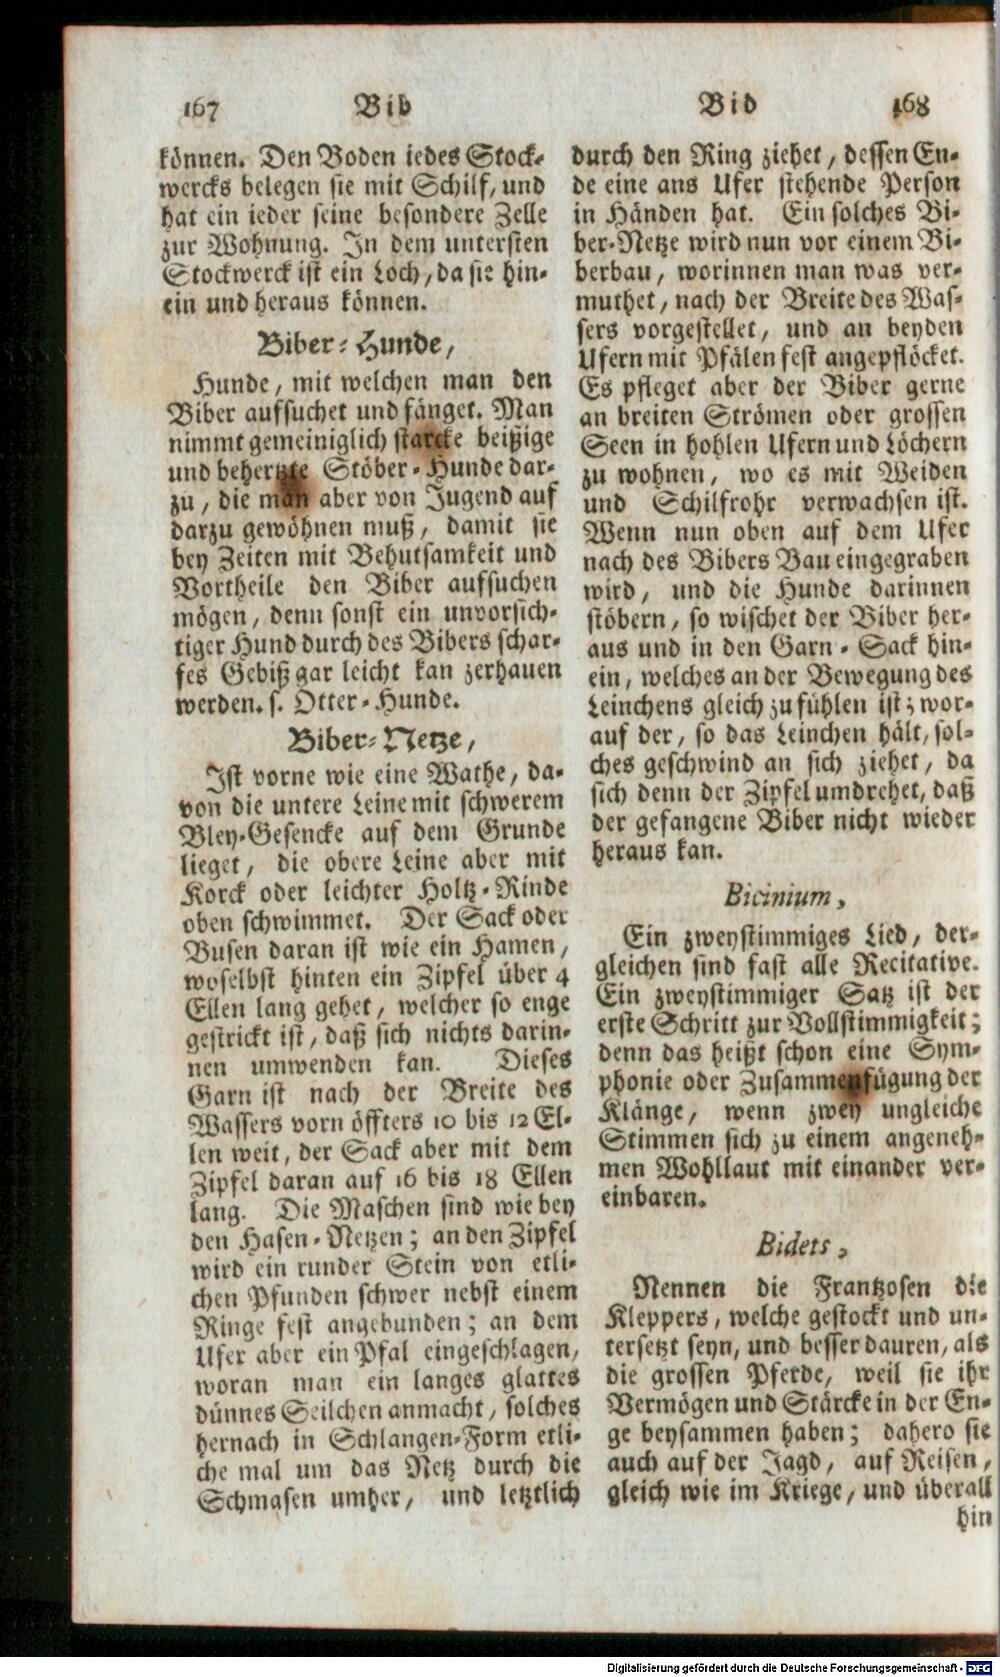 167 Bib
können. Den Boden iedes Stock-
wercks belegen sie mit Schilf, und
hat ein ieder seine besondere Zelle
zur Wohnung. In dem untersten
Stockwerck ist ein Loch, da sie hin-
ein und heraus können.
Biber-Hunde,
Hunde, mit welchen man den
Biber aufsuchet und fänget. Man
nimmt gemeiniglich starcke beißige
und behertzte Stöber-Hunde dar-
zu, die man aber von Jugend auf
darzu gewöhnen muß, damit sie
bey Zeiten mit Behutsamkeit und
Vortheile den Biber aufsuchen
mögen, denn sonst ein unvorsich-
tiger Hund durch des Bibers schar-
fes Gebiß gar leicht kan zerhauen
werden. s. Otter-Hunde.
Biber-Netze,
Ist vorne wie eine Wathe, da-
von die untere Leine mit schwerem
Bley-Gesencke auf dem Grunde
lieget, die obere Leine aber mit
Korck oder leichter Holtz-Rinde
oben schwimmet. Der Sack oder
Busen daran ist wie ein Hamen,
woselbst hinten ein Zipfel über 4
Ellen lang gehet, welcher so enge
gestrickt ist, daß sich nichts darin-
nen umwenden kan. Dieses
Garn ist nach der Breite des
Wassers vorn öffters 10 bis 12 El-
len weit, der Sack aber mit dem
Zipfel daran auf 16 bis 18 Ellen
lang. Die Maschen sind wie bey
den Hasen-Netzen; an den Zipfel
wird ein runder Stein von etli-
chen Pfunden schwer nebst einem
Ringe fest angebunden; an dem
Ufer aber ein Pfal eingeschlagen,
woran man ein langes glattes
dünnes Seilchen anmacht, solches
hernach in Schlangen-Form etli-
che mal um das Netz durch die
Schmasen umher, und letztlich
Bid 168
durch den Ring ziehet, dessen En-
de eine ans Ufer stehende Person
in Händen hat. Ein solches Bi-
ber-Netze wird nun vor einem Bi-
berbau, worinnen man was ver-
muthet, nach der Breite des Was-
sers vorgestellet, und an beyden
Ufern mit Pfälen fest angepflöcket.
Es pfleget aber der Biber gerne
an breiten Strömen oder grossen
Seen in hohlen Ufern und Löchern
zu wohnen, wo es mit Weiden
und Schilfrohr verwachsen ist.
Wenn nun oben auf dem Ufer
nach des Bibers Bau eingegraben
wird, und die Hunde darinnen
stöbern, so wischet der Biber her-
aus und in den Garn-Sack hin-
ein, welches an der Bewegung des
Leinchens gleich zu fühlen ist; wor-
auf der, so das Leinchen hält, sol-
ches geschwind an sich ziehet, da
sich denn der Zipfel umdrehet, daß
der gefangene Biber nicht wieder
heraus kan.
Bicinium,
Ein zweystimmiges Lied, der-
gleichen sind fast alle Recitative.
Ein zweystimmiger Satz ist der
erste Schritt zur Vollstimmigkeit;
denn das heißt schon eine Sym-
phonie oder Zusammenfügung der
Klänge, wenn zwey ungleiche
Stimmen sich zu einem angeneh-
men Wohllaut mit einander ver-
einbaren.
Bidets,
Nennen die Frantzosen die
Kleppers, welche gestockt und un-
tersetzt seyn, und besser dauren, als
die grossen Pferde, weil sie ihr
Vermögen und Stärcke in der En-
ge beysammen haben; dahero sie
auch auf der Jagd, auf Reisen,
gleich wie im Kriege, und überall
hin
Digitalisierung gefördert durch die Deutsche Forschungsgemeinschaft - DFG